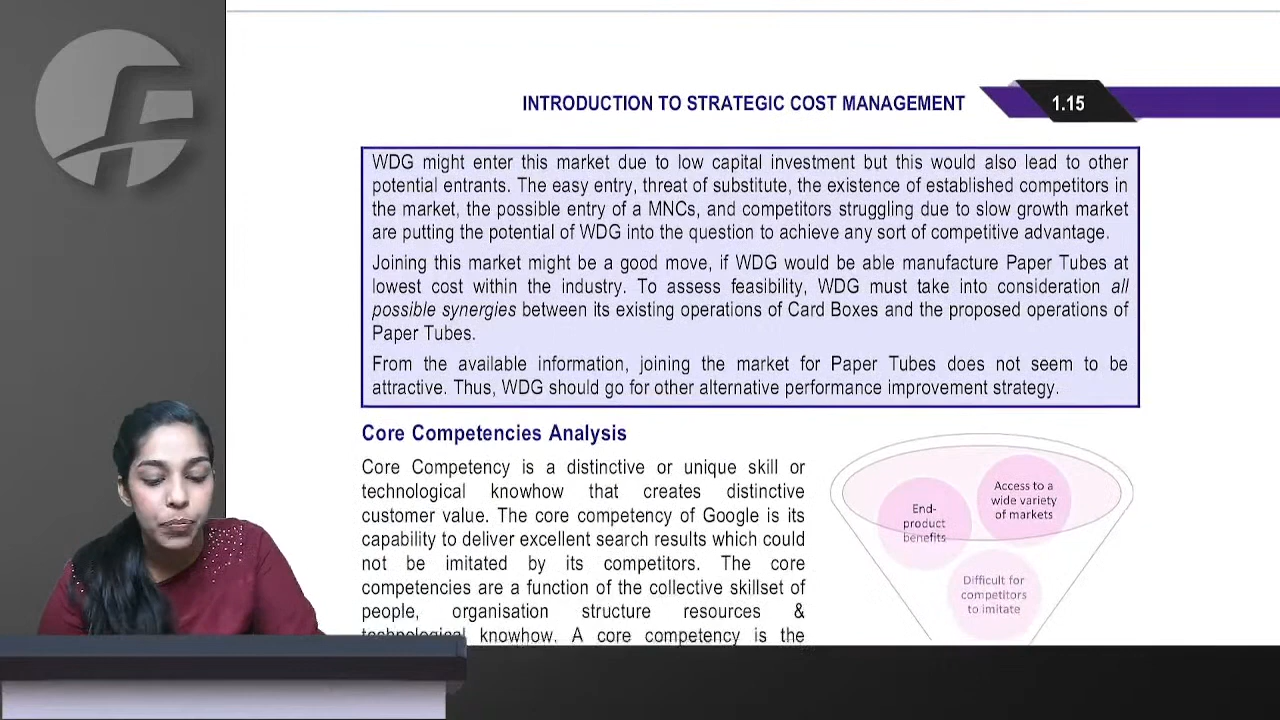 INTRODUCTION TO STRATEGIC COST MANAGEMENT 1.15
WDG might enter this market due to low capital investment but this would also lead to other
potential entrants. The easy entry, threat of substitute, the existence of established competitors in
the market, the possible entry of a MNCs, and competitors struggling due to slow growth market
are putting the potential of WDG into the question to achieve any sort of competitive advantage.
Joining this market might be a good move, if WDG would be able manufacture Paper Tubes at
lowest cost within the industry. To assess feasibility, WDG must take into consideration all
possible synergies between its existing operations of Card Boxes and the proposed operations of
Paper Tubes.
From the available information, joining the market for Paper Tubes does not seem to be
attractive. Thus, WDG should go for other alternative performance improvement strategy.
Core Competencies Analysis
Core Competency is a distinctive or unique skill or
technological knowhow that creates distinctive
customer value. The core competency of Google is its
capability to deliver excellent search results which could
not be imitated by its competitors. The core
competencies are a function of the collective skillset of
people, organisation structure resources &
technological knowhow. A core competency is the
End-
product
benefits
Access to a
wide variety
of markets
Difficult for
competitors
to imitate